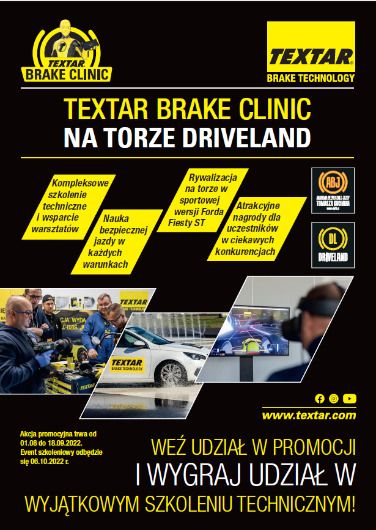 TEXTAR
BRAKE CLINIC
TEXTAR
BRAKE TECHNOLOGY
TEXTAR BRAKE CLINIC
NA TORZE DRIVELAND
Kompleksowe
szkolenie
techniczne
i wsparcie
warsztatów
Nauka
bezpiecznej
jazdy w
każdych
warunkach
Rywalizacja
na torze w
sportowej
wersji Forda
Fiesty ST
Atrakcyjne
nagrody dla
uczestników
w ciekawych
konkurencjach
ABJ
DL
DRIVELAND
TEXTAR
TEXTAR
BRAKE TECHNOLOGY
www.textar.com
Akcja promocyjna trwa od
01.08 do 18.09.2022.
Event szkoleniowy odbędzie
się 06.10.2022 r.
WEŹ UDZIAŁ W PROMOCJI
I WYGRAJ UDZIAŁ W
WYJĄTKOWYM SZKOLENIU TECHNICZNYM!